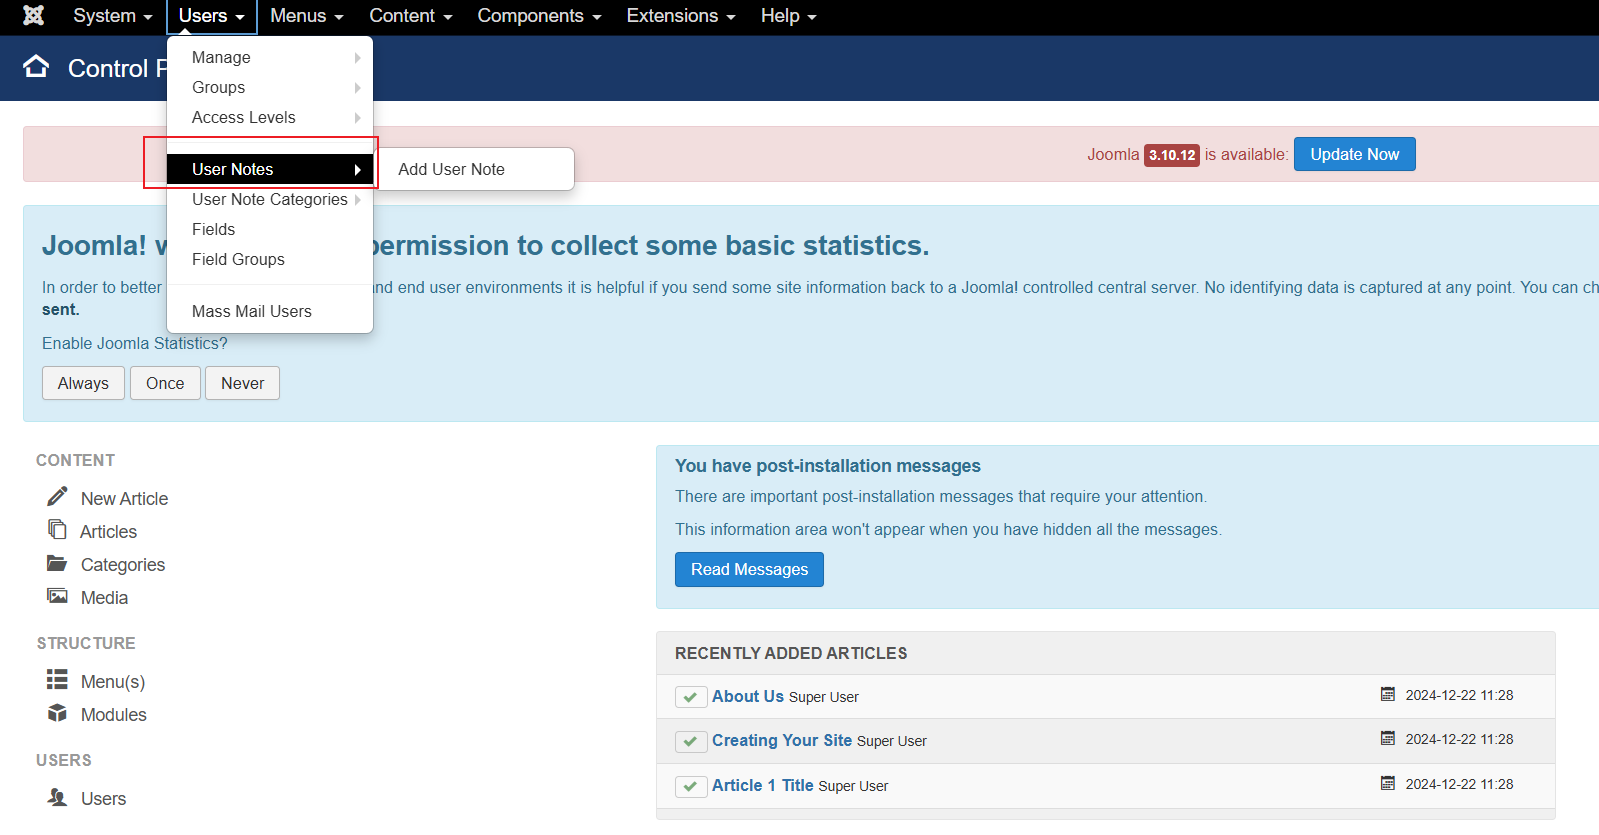 System Users Menus Content Components Extensions Help
Control P
Manage
Groups
Access Levels
User Notes
Add User Note
User Note Categories
Fields
Field Groups
Mass Mail Users
Joomla 3.10.12 is available: Update Now
Joomla! w ermission to collect some basic statistics.
In order to better and end user environments it is helpful if you send some site information back to a Joomla! controlled central server. No identifying data is captured at any point. You can ch
sent.
Enable Joomla Statistics?
Always Once Never
CONTENT
New Article
Articles
Categories
Media
STRUCTURE
Menu(s)
Modules
USERS
Users
You have post-installation messages
There are important post-installation messages that require your attention.
This information area won't appear when you have hidden all the messages.
Read Messages
RECENTLY ADDED ARTICLES
About Us Super User 2024-12-22 11:28
Creating Your Site Super User 2024-12-22 11:28
Article 1 Title Super User 2024-12-22 11:28